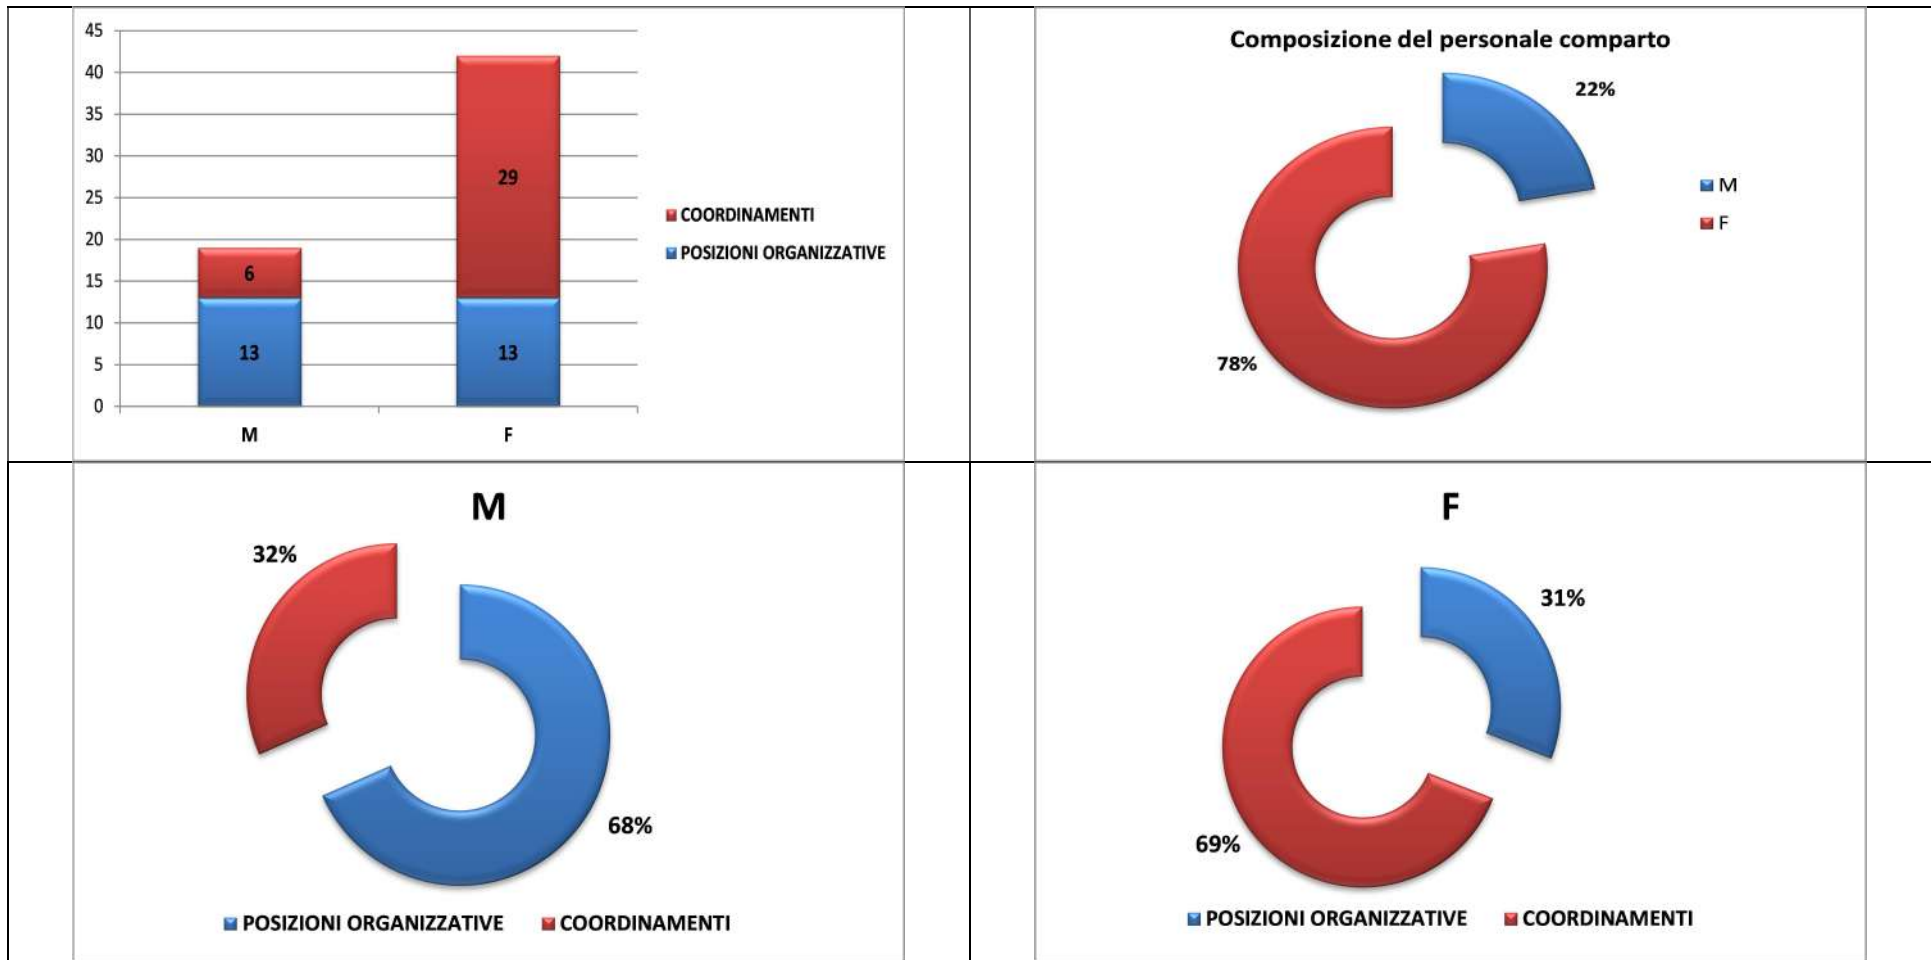 45
40
35
30
25
20
15
10
5
0
6
13
29
13
M
F
COORDINAMENTI
POSIZIONI ORGANIZZATIVE
Composizione del personale comparto
22%
78%
M
F
M
32%
68%
POSIZIONI ORGANIZZATIVE COORDINAMENTI
F
31%
69%
POSIZIONI ORGANIZZATIVE COORDINAMENTI